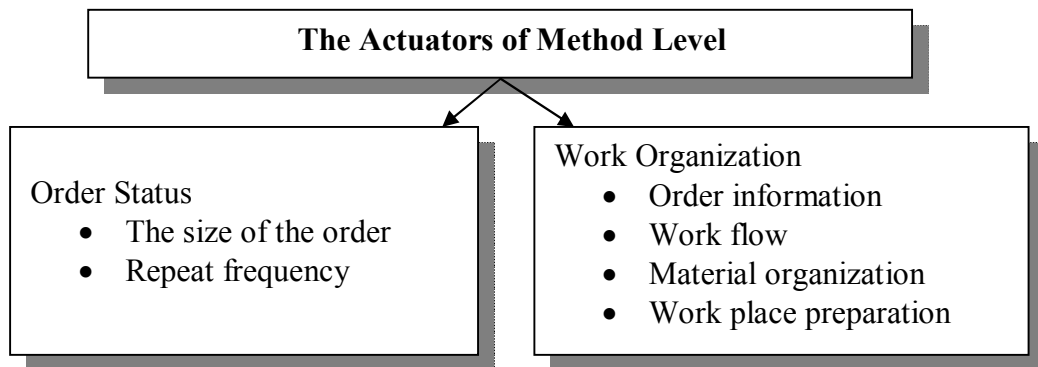 The Actuators of Method Level
Order Status
• The size of the order
• Repeat frequency
Work Organization
• Order information
• Work flow
• Material organization
• Work place preparation